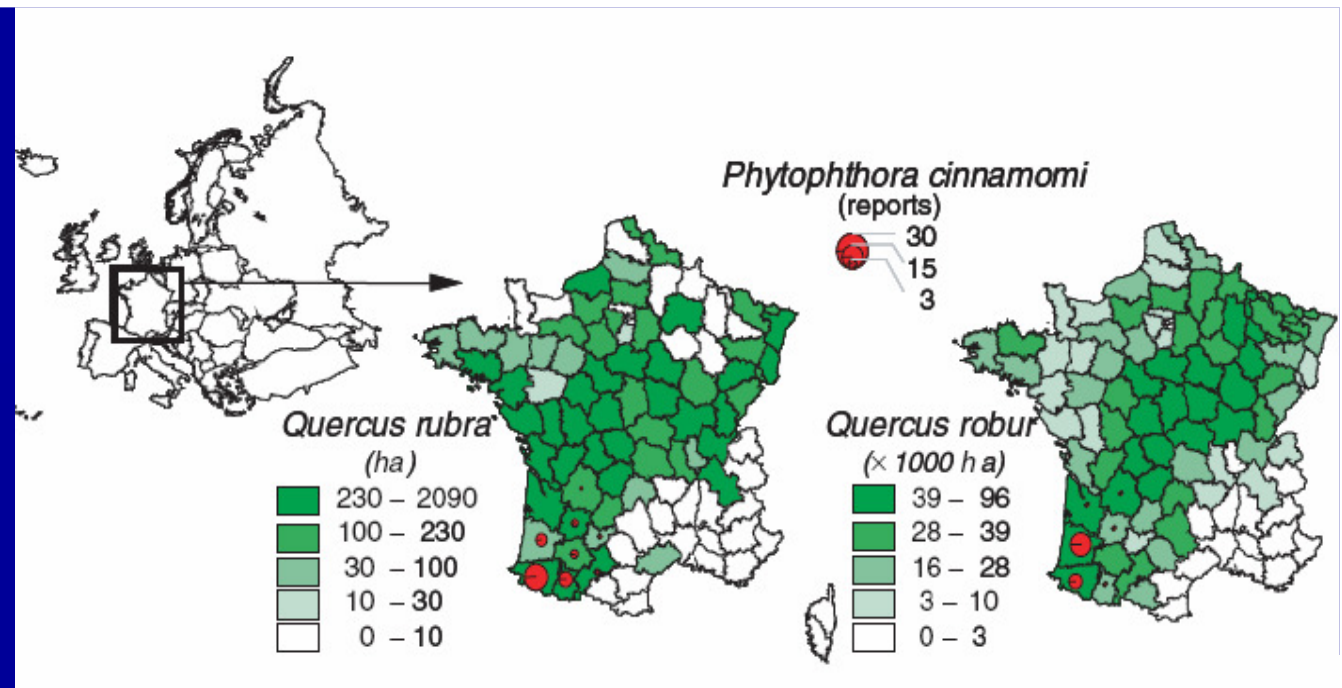 Phytophthora cinnamomi
(reports)
30
15
3
Quercus rubra
(ha)
230 – 2090
100 – 230
30 – 100
10 – 30
0 – 10
Quercus robur
(× 1000 h a)
39 – 96
28 – 39
16 – 28
3 – 10
0 – 3